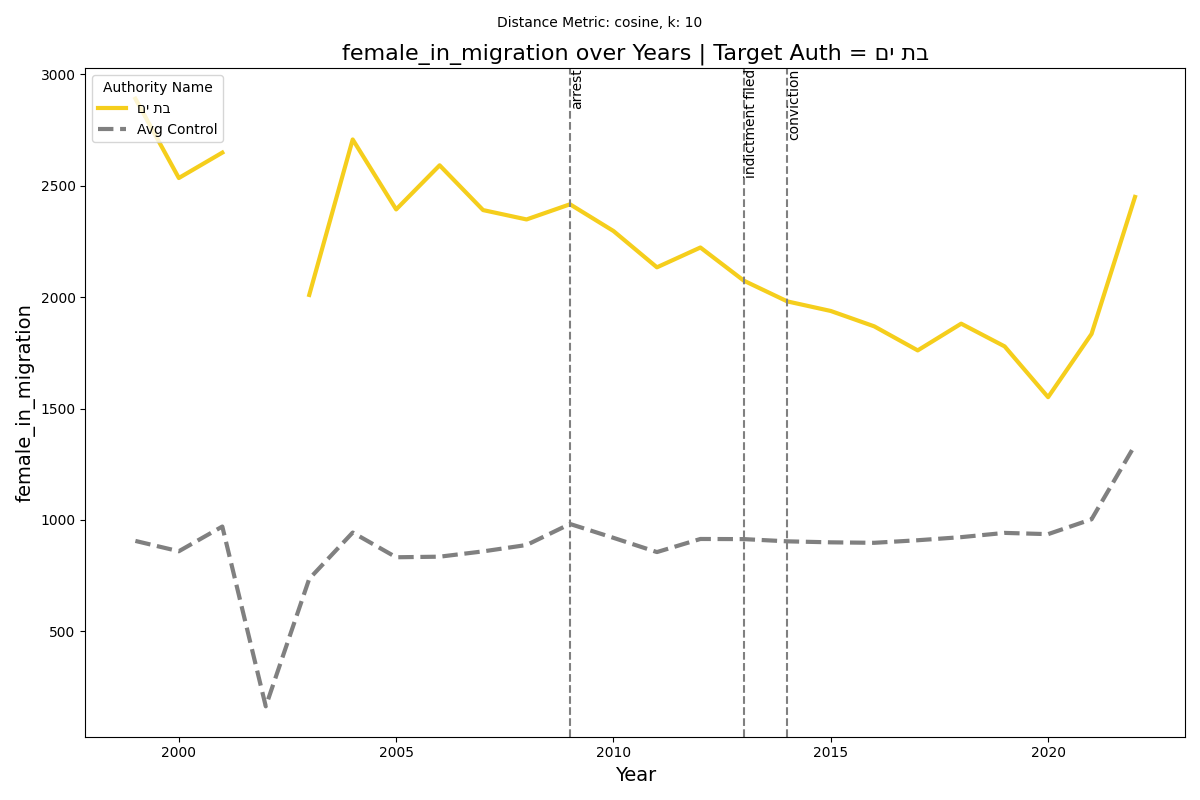 Distance Metric: cosine, k: 10
female_in_migration over Years | Target Auth = בת ים
Authority Name
בת ים
Avg Control
arrest
indictment filed
conviction
3000
2500
2000
1500
1000
500
female_in_migration
2000 2005 2010 2015 2020
Year